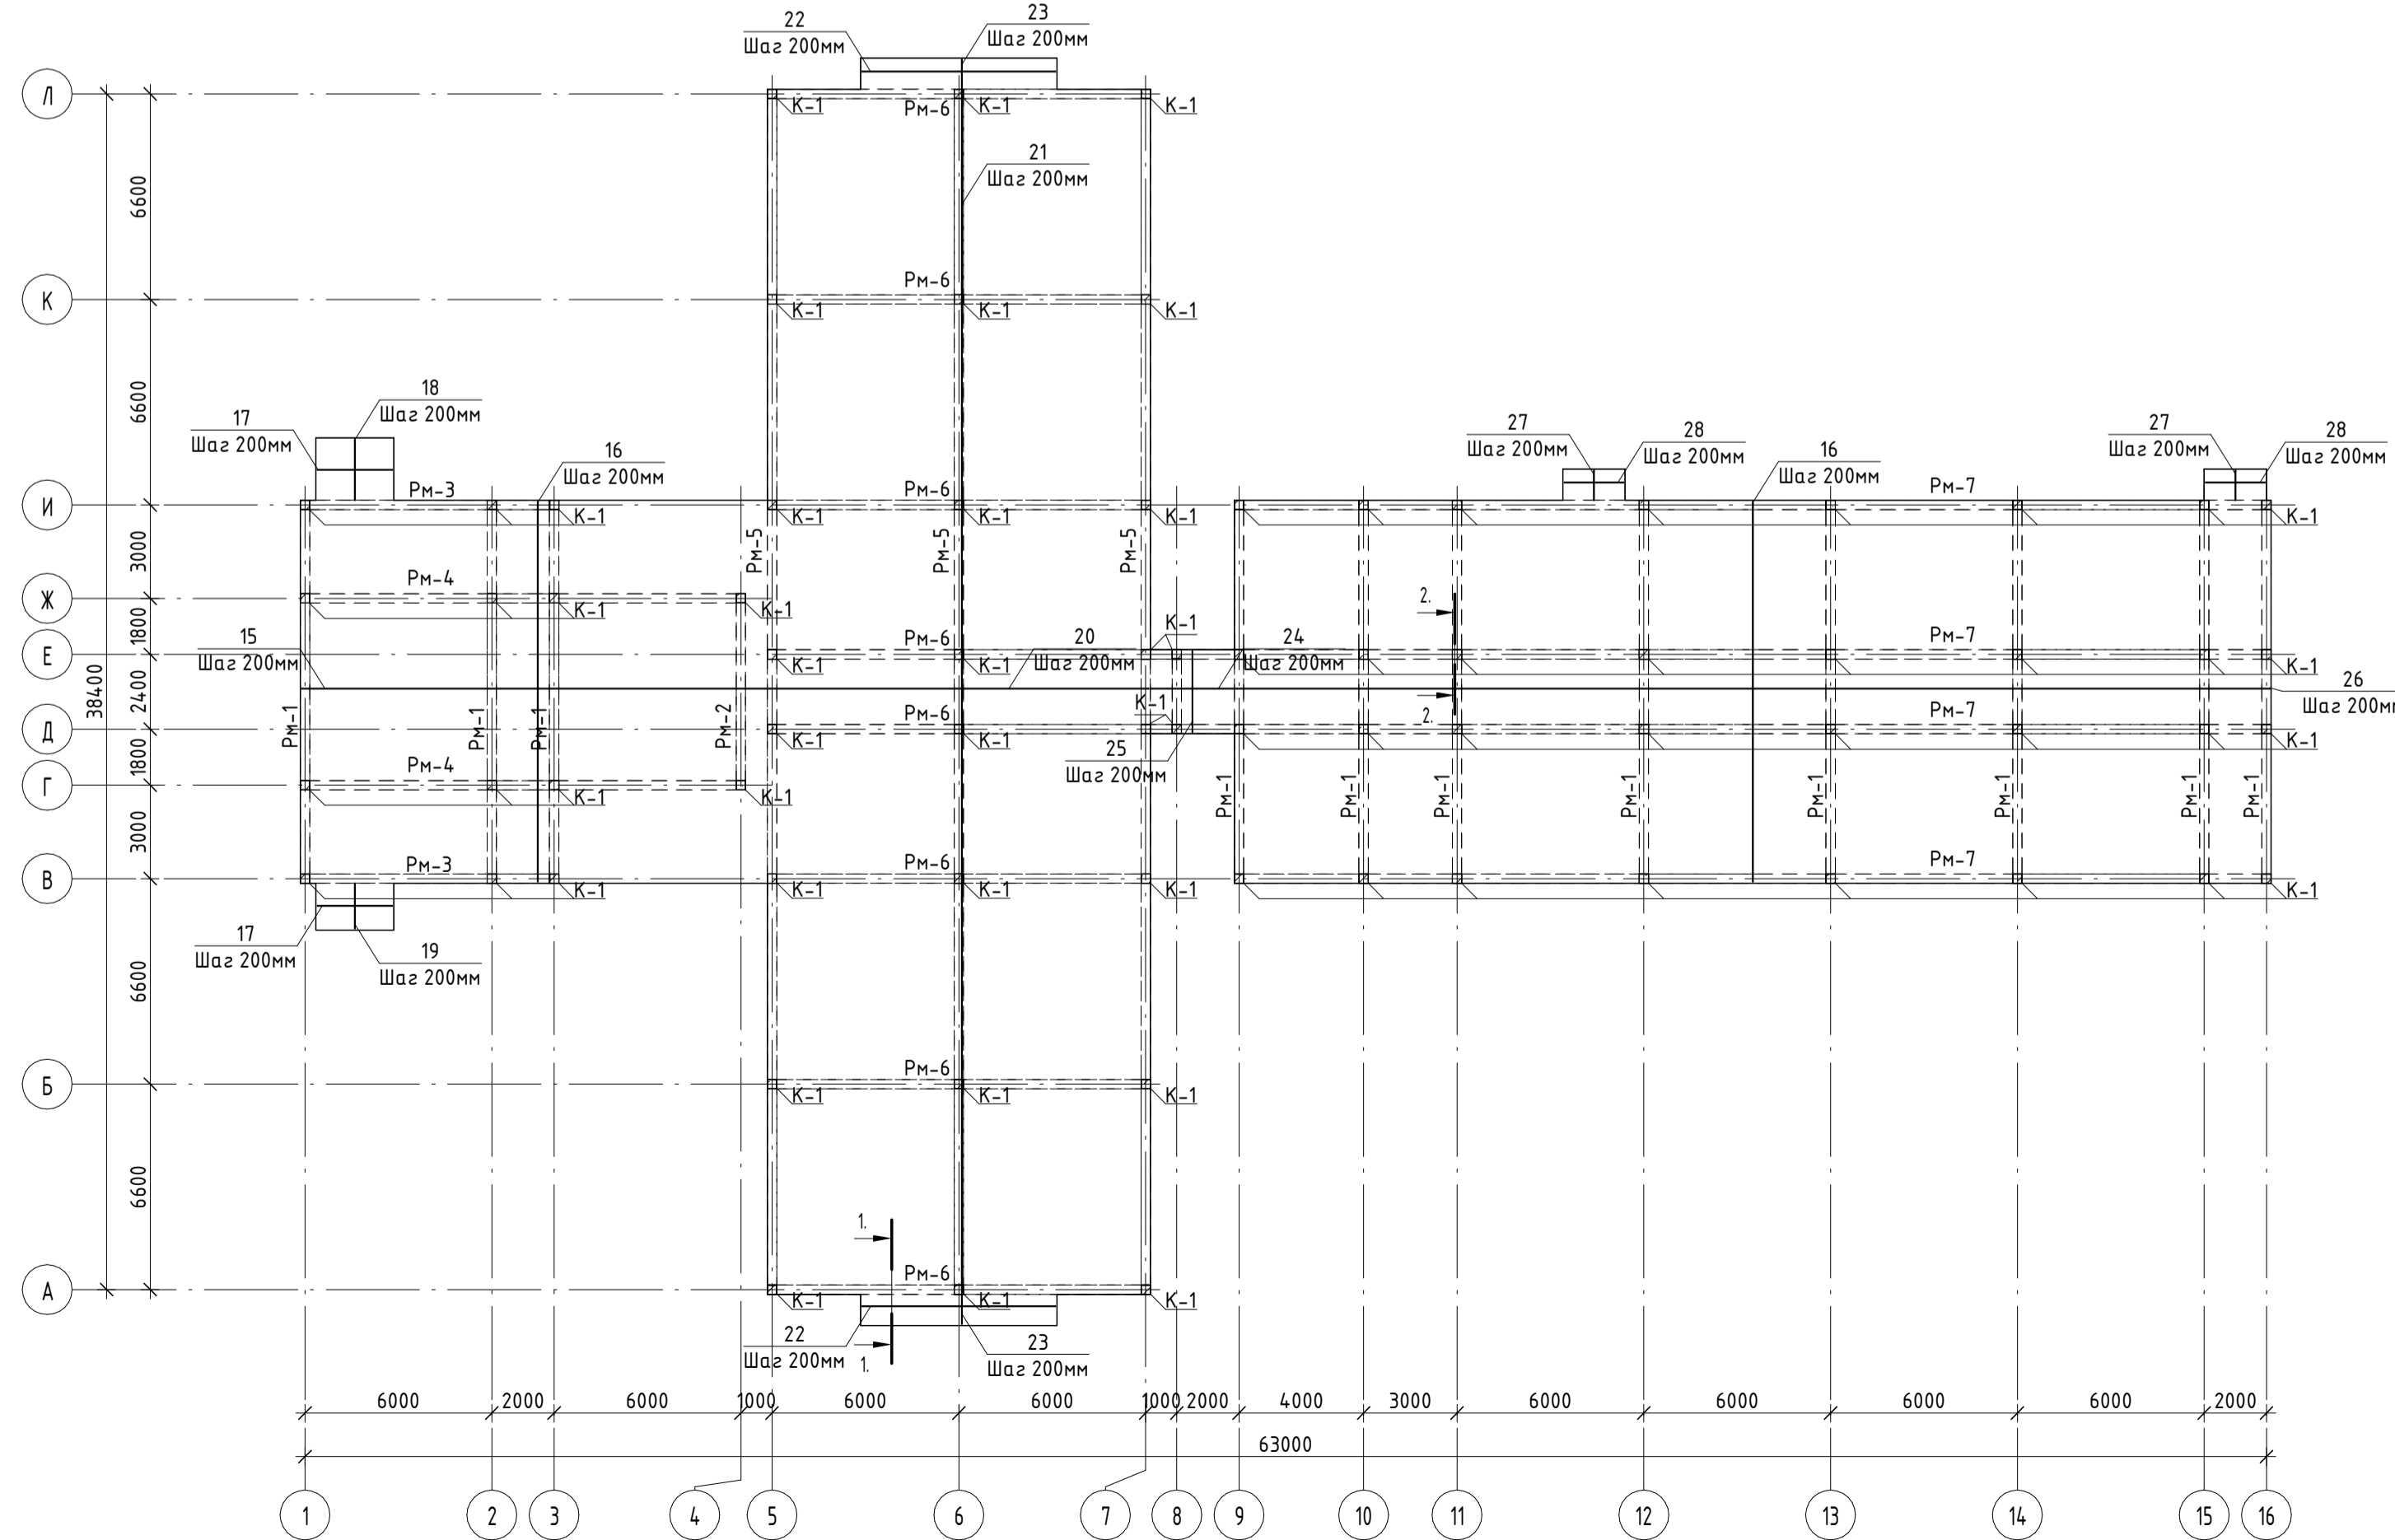 22
Шаг 200мм
23
Шаг 200мм
Л
К-1
Рм-6
К-1
К-1
6600
21
Шаг 200мм
К
Рм-6
К-1
К-1
К-1
6600
18
Шаг 200мм
17
Шаг 200мм
16
Шаг 200мм
27
Шаг 200мм
28
Шаг 200мм
16
Шаг 200мм
27
Шаг 200мм
28
Шаг 200мм
И
Рм-3
Рм-6
Рм-7
К-1
К-1
К-1
К-1
К-1
3000
Рм-5
Рм-5
Рм-5
Ж
Рм-4
К-1
К-1
2.
1800
15
Шаг 200мм
Е
Рм-6
К-1
20
Шаг 200мм
24
Шаг 200мм
Рм-7
К-1
К-1
К-1
38400
2400
26
Шаг 200мм
К-1
2.
Д
Рм-1
Рм-1
Рм-1
Рм-2
Рм-6
Рм-7
К-1
К-1
К-1
1800
25
Шаг 200мм
Г
Рм-4
К-1
К-1
Рм-1
Рм-1
Рм-1
Рм-1
Рм-1
Рм-1
Рм-1
Рм-1
3000
В
Рм-3
Рм-6
Рм-7
К-1
К-1
К-1
К-1
К-1
17
Шаг 200мм
19
Шаг 200мм
6600
Б
Рм-6
К-1
К-1
К-1
6600
1.
А
Рм-6
К-1
К-1
К-1
22
Шаг 200мм
1.
23
Шаг 200мм
6000 2000 6000 1000 6000 6000 1000 2000 4000 3000 6000 6000 6000 6000 2000
63000
1 2 3 4 5 6 7 8 9 10 11 12 13 14 15 16